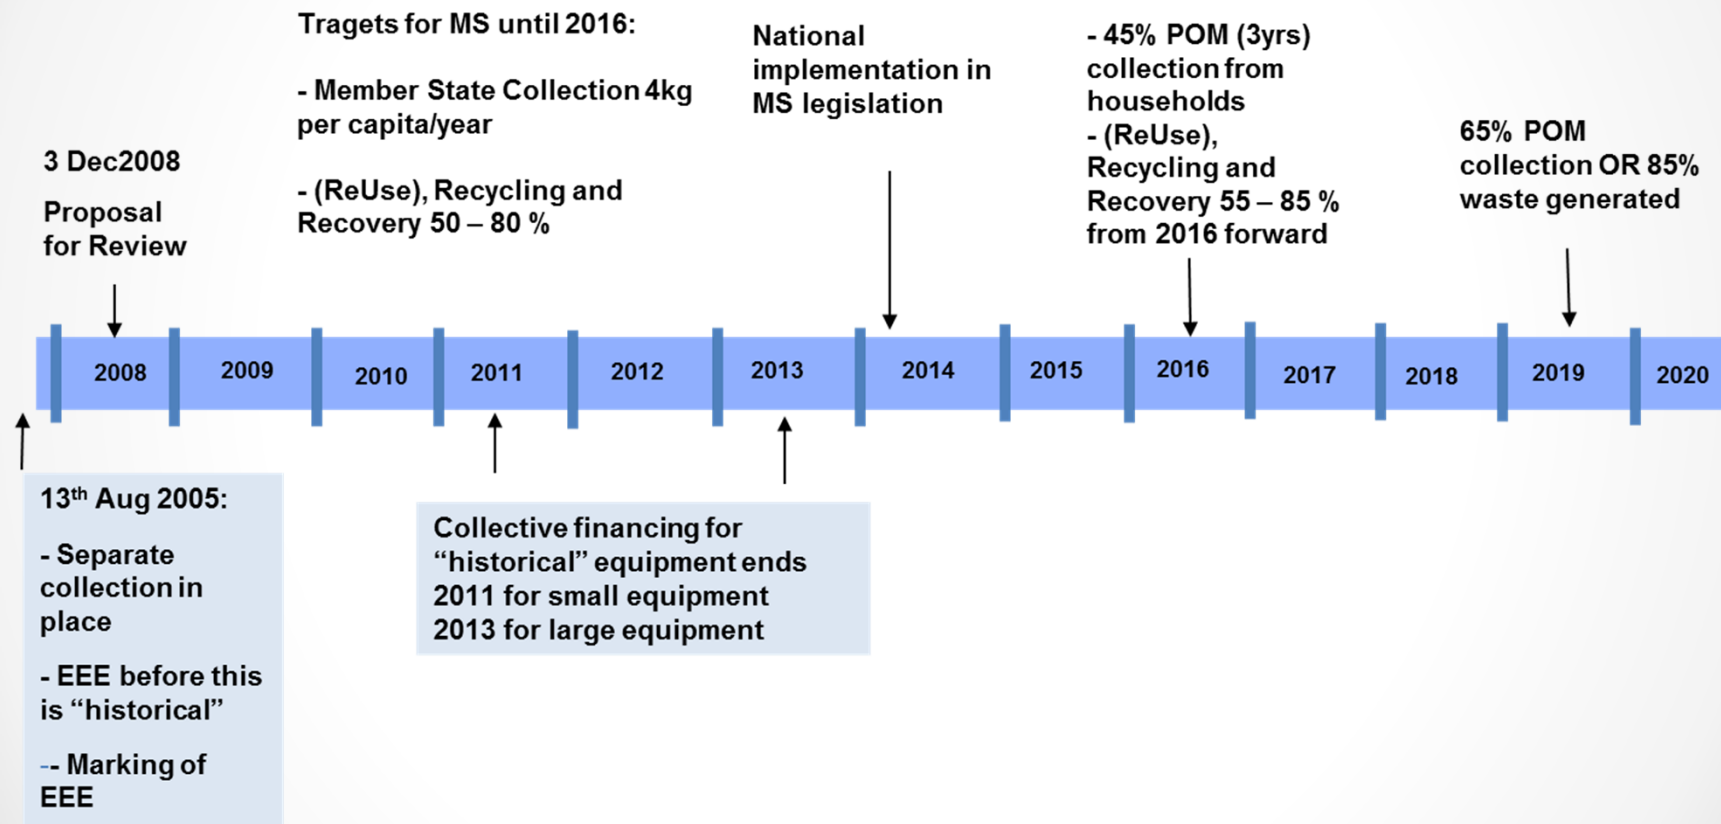 3 Dec2008
Proposal
for Review
Tragets for MS until 2016:
- Member State Collection 4kg
per capita/year
- (ReUse), Recycling and
Recovery 50 – 80 %
National
implementation in
MS legislation
- 45% POM (3yrs)
collection from
households
- (ReUse),
Recycling and
Recovery 55 – 85 %
from 2016 forward
65% POM
collection OR 85%
waste generated
2008
2009
2010
2011
2012
2013
2014
2015
2016
2017
2018
2019
2020
13th Aug 2005:
- Separate
collection in
place
- EEE before this
is “historical”
-- Marking of
EEE
Collective financing for
“historical” equipment ends
2011 for small equipment
2013 for large equipment